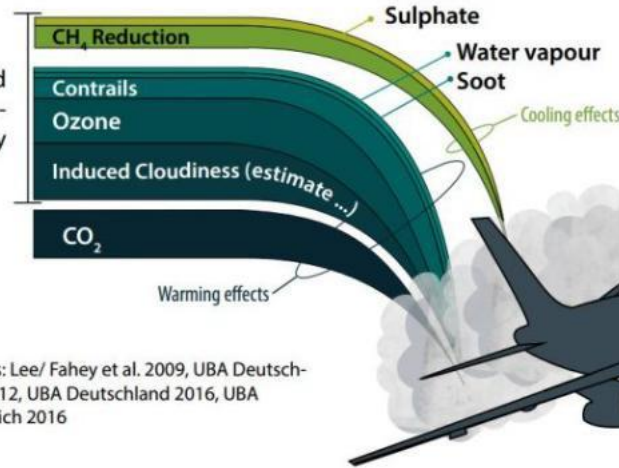 Sulphate
CH₄ Reduction
Water vapour
Soot
Contrails
Cooling effects
Ozone
Induced Cloudiness (estimate ...)
CO₂
Warming effects
: Lee/ Fahey et al. 2009, UBA Deutsch-
12, UBA Deutschland 2016, UBA
ich 2016